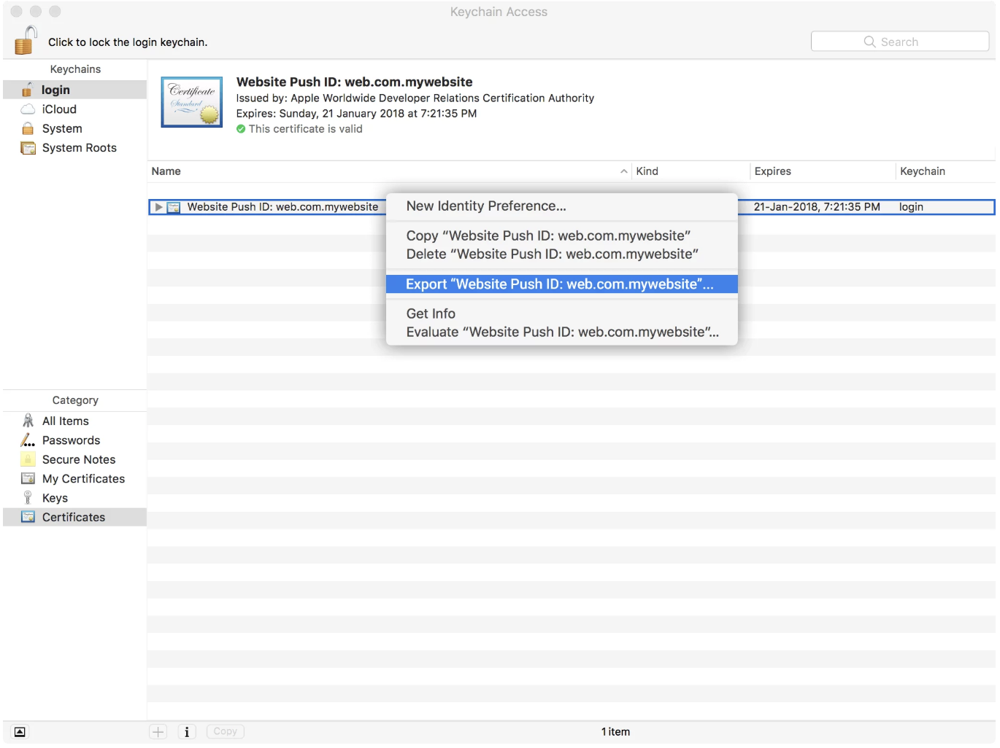 Keychain Access
Click to lock the login keychain.
Search
Keychains
login
iCloud
System
System Roots
Certificate
Standard
Website Push ID: web.com.mywebsite
Issued by: Apple Worldwide Developer Relations Certification Authority
Expires: Sunday, 21 January 2018 at 7:21:35 PM
This certificate is valid
Name Kind Expires Keychain
Website Push ID: web.com.mywebsite 21-Jan-2018, 7:21:35 PM login
New Identity Preference...
Copy “Website Push ID: web.com.mywebsite”
Delete “Website Push ID: web.com.mywebsite”
Export “Website Push ID: web.com.mywebsite”...
Get Info
Evaluate “Website Push ID: web.com.mywebsite”...
Category
All Items
Passwords
Secure Notes
My Certificates
Keys
Certificates
Copy
1 item